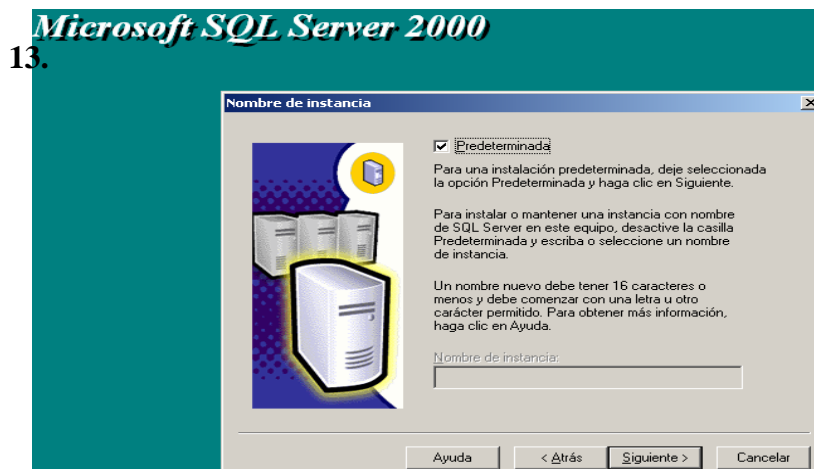 Microsoft SQL Server 2000
13.
Nombre de instancia
Predeterminada
Para una instalación predeterminada, deje seleccionada
la opción Predeterminada y haga clic en Siguiente.
Para instalar o mantener una instancia con nombre
de SQL Server en este equipo, desactive la casilla
Predeterminada y escriba o seleccione un nombre
de instancia.
Un nombre nuevo debe tener 16 caracteres o
menos y debe comenzar con una letra u otro
carácter permitido. Para obtener más información,
haga clic en Ayuda.
Nombre de instancia:
Ayuda < Atrás Siguiente > Cancelar